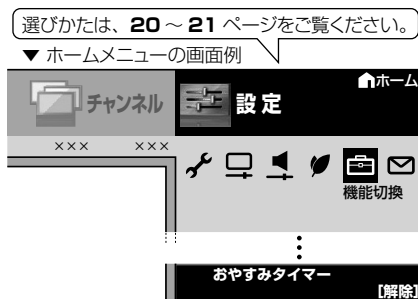 選びかたは、20～21ページをご覧ください。
▼ ホームメニューの画面例
ホーム
チャンネル
設定
××× ×××
機能切換
おやすみタイマー
[解除]